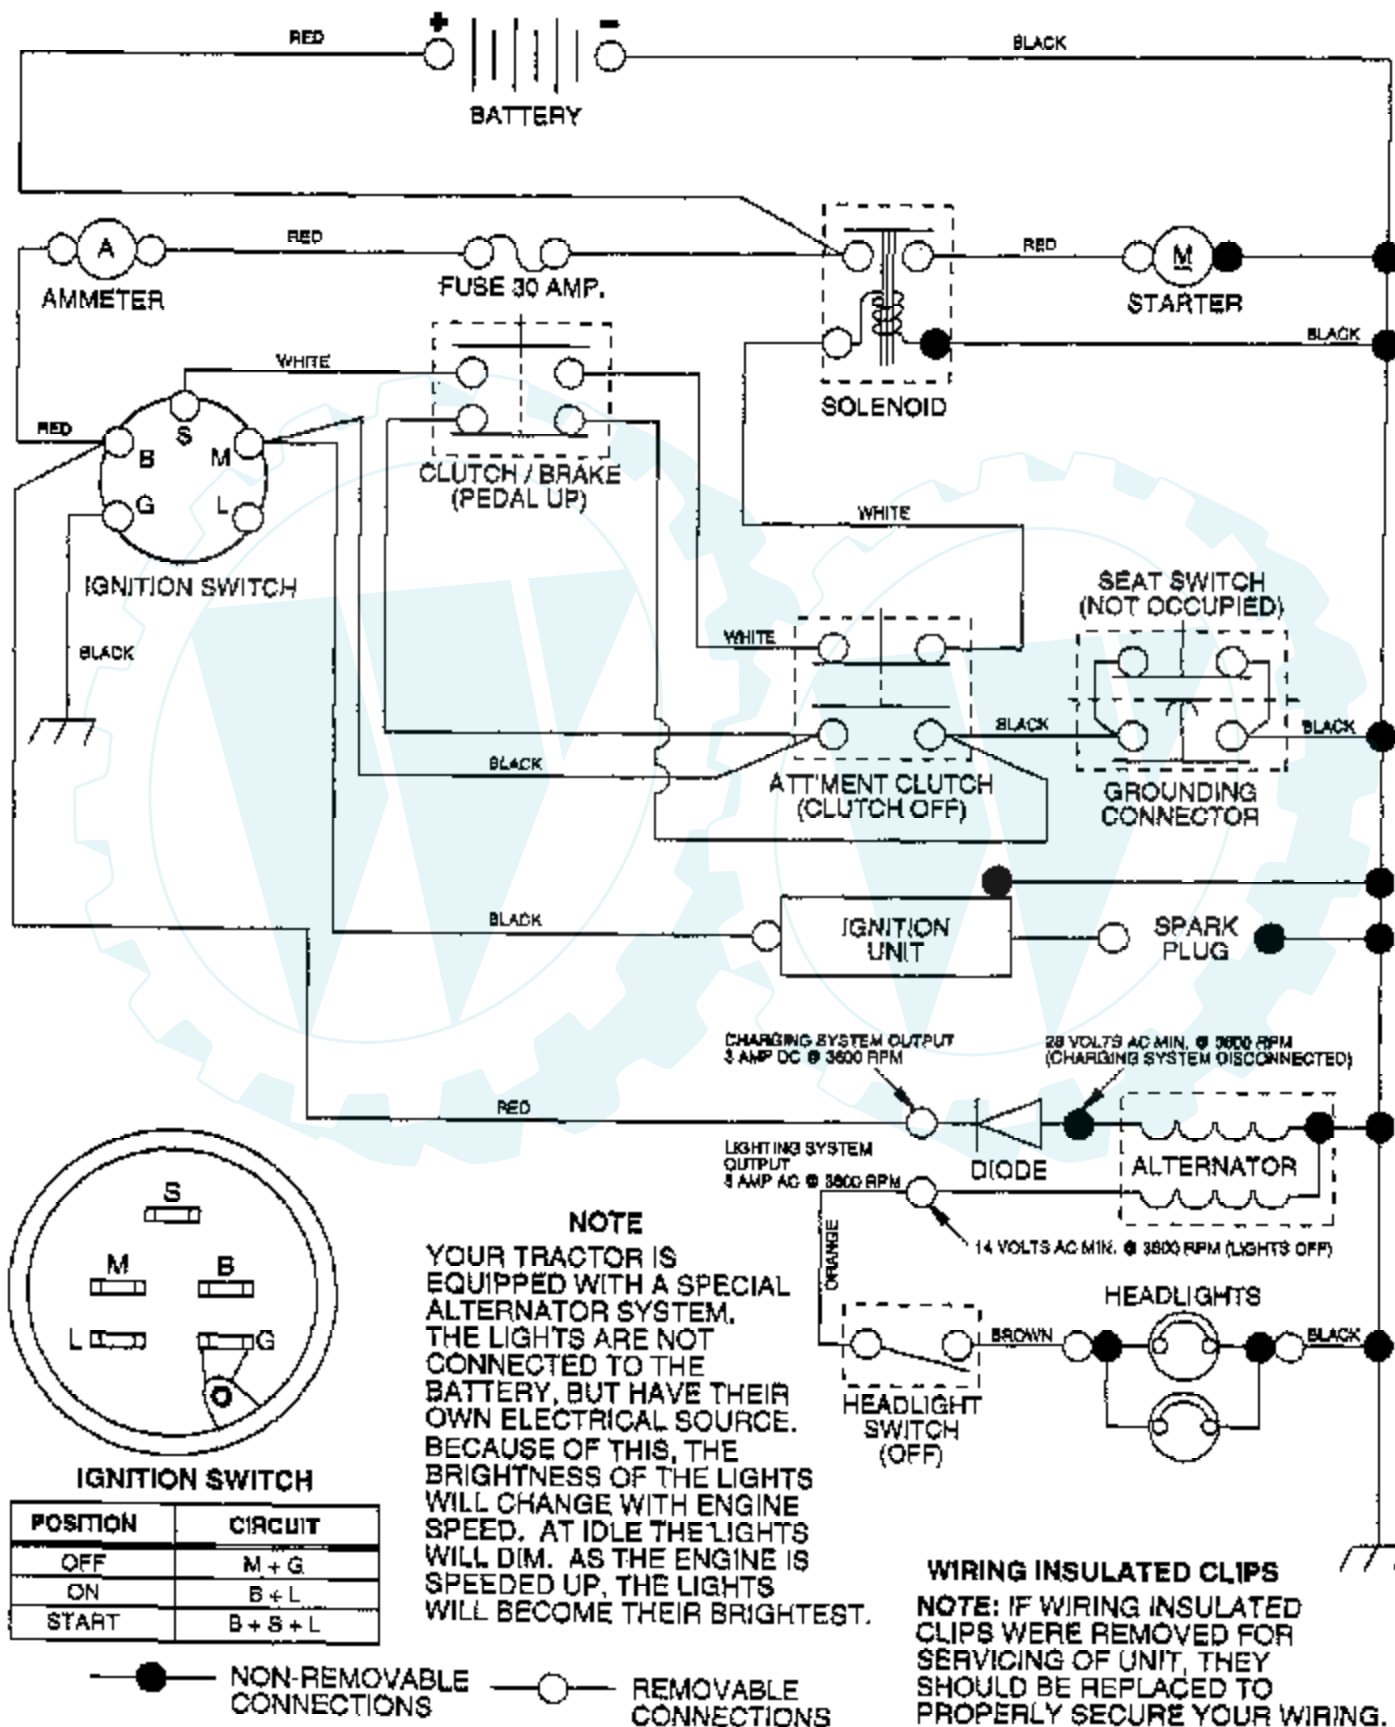 +
-
RED
BLACK
BATTERY
A
RED
RED
M
AMMETER
FUSE 30 AMP.
STARTER
BLACK
WHITE
SOLENOID
RED
S
B
M
G
L
CLUTCH / BRAKE
(PEDAL UP)
WHITE
IGNITION SWITCH
SEAT SWITCH
(NOT OCCUPIED)
BLACK
WHITE
BLACK
BLACK
BLACK
ATT'MENT CLUTCH
(CLUTCH OFF)
GROUNDING
CONNECTOR
BLACK
IGNITION
UNIT
SPARK
PLUG
CHARGING SYSTEM OUTPUT
3 AMP DC @ 3600 RPM
28 VOLTS AC MIN. @ 3600 RPM
(CHARGING SYSTEM DISCONNECTED)
RED
DIODE
ALTERNATOR
LIGHTING SYSTEM
OUTPUT
5 AMP AC @ 3600 RPM
ORANGE
14 VOLTS AC MIN. @ 3600 RPM (LIGHTS OFF)
HEADLIGHTS
BROWN
BLACK
HEADLIGHT
SWITCH
(OFF)
S
M
B
L
G
IGNITION SWITCH
POSITION CIRCUIT
OFF M + G
ON B + L
START B + S + L
NOTE
YOUR TRACTOR IS
EQUIPPED WITH A SPECIAL
ALTERNATOR SYSTEM.
THE LIGHTS ARE NOT
CONNECTED TO THE
BATTERY, BUT HAVE THEIR
OWN ELECTRICAL SOURCE.
BECAUSE OF THIS, THE
BRIGHTNESS OF THE LIGHTS
WILL CHANGE WITH ENGINE
SPEED. AT IDLE THE LIGHTS
WILL DIM. AS THE ENGINE IS
SPEEDED UP, THE LIGHTS
WILL BECOME THEIR BRIGHTEST.
WIRING INSULATED CLIPS
NOTE: IF WIRING INSULATED
CLIPS WERE REMOVED FOR
SERVICING OF UNIT, THEY
SHOULD BE REPLACED TO
PROPERLY SECURE YOUR WIRING.
NON-REMOVABLE
CONNECTIONS
REMOVABLE
CONNECTIONS